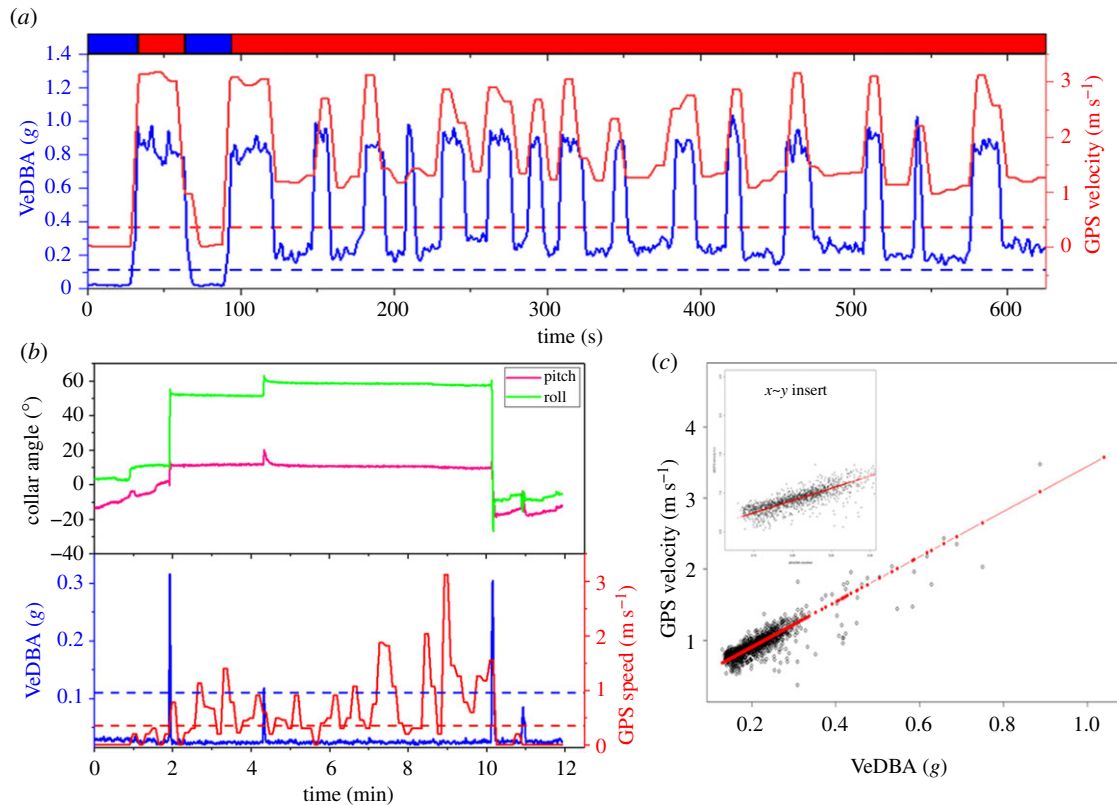 (a)
1.4
1.2
1.0
0.8
0.6
0.4
0.2
0
VeDBA (g)
3
2
1
0
GPS velocity (m s⁻¹)
0 100 200 300 400 500 600
time (s)
(b)
60
40
20
0
−20
−40
collar angle (°)
pitch
roll
0.3
0.2
0.1
VeDBA (g)
3
2
1
0
GPS speed (m s⁻¹)
0 2 4 6 8 10 12
time (min)
(c)
x~y insert
4
3
2
1
GPS velocity (m s⁻¹)
0.2 0.4 0.6 0.8 1.0
VeDBA (g)